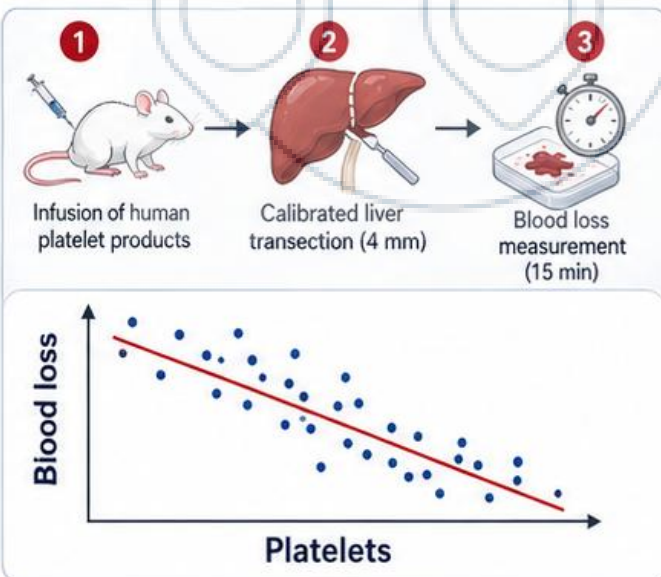 1
2
3
Infusion of human
platelet products
Calibrated liver
transection (4 mm)
Blood loss
measurement
(15 min)
Blood loss
Platelets